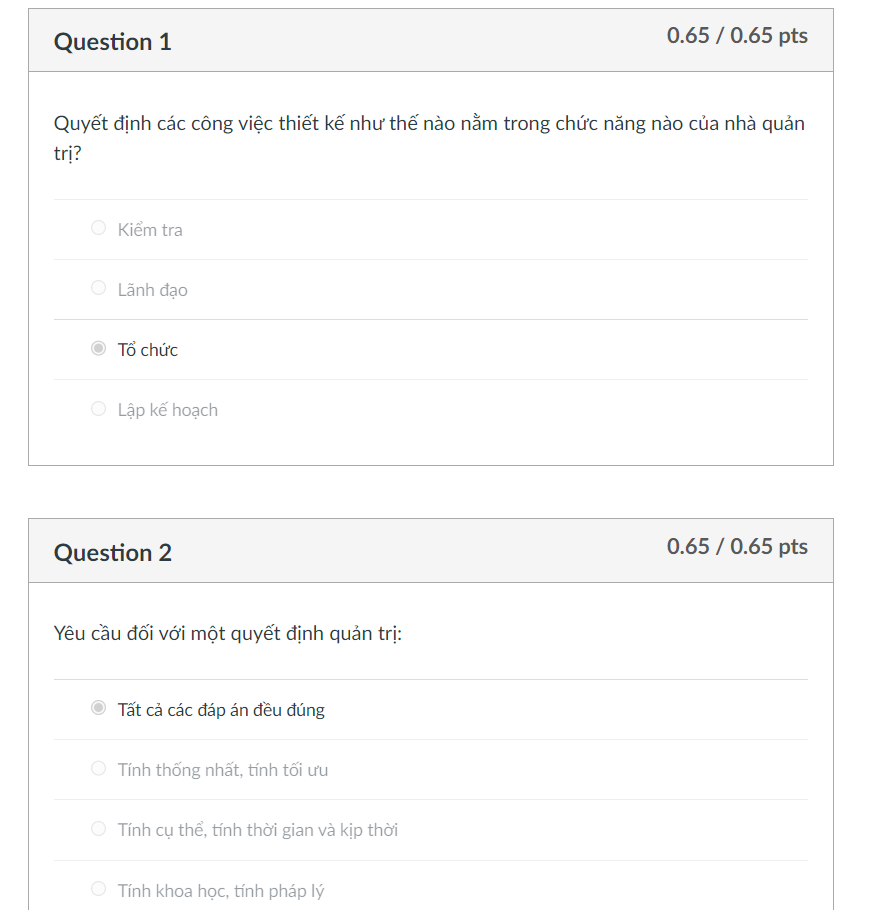 Question 1
0.65 / 0.65 pts
Quyết định các công việc thiết kế như thế nào nằm trong chức năng nào của nhà quản
trị?
Kiểm tra
Lãnh đạo
Tổ chức
Lập kế hoạch
Question 2
0.65 / 0.65 pts
Yêu cầu đối với một quyết định quản trị:
Tất cả các đáp án đều đúng
Tính thống nhất, tính tối ưu
Tính cụ thể, tính thời gian và kịp thời
Tính khoa học, tính pháp lý